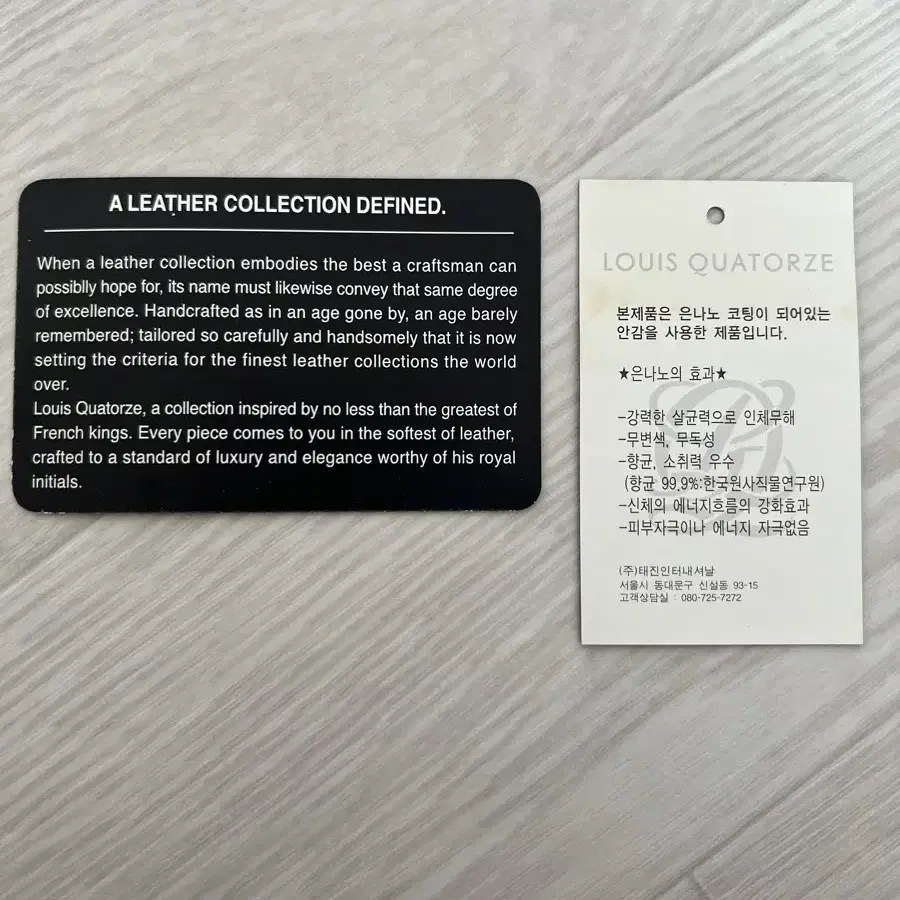 A LEATHER COLLECTION DEFINED.
When a leather collection embodies the best a craftsman can
possiblly hope for, its name must likewise convey that same degree
of excellence. Handcrafted as in an age gone by, an age barely
remembered; tailored so carefully and handsomely that it is now
setting the criteria for the finest leather collections the world
over.
Louis Quatorze, a collection inspired by no less than the greatest of
French kings. Every piece comes to you in the softest of leather,
crafted to a standard of luxury and elegance worthy of his royal
initials.
LOUIS QUATORZE
본제품은 은나노 코팅이 되어있는
안감을 사용한 제품입니다.
★은나노의 효과★
-강력한 살균력으로 인체무해
-무변색, 무독성
-향균, 소취력 우수
(향균 99.9%:한국원사직물연구원)
-신체의 에너지흐름의 강화효과
-피부자극이나 에너지 자극없음
(주)태진인터내셔날
서울시 동대문구 신설동 93-15
고객상담실 : 080-725-7272